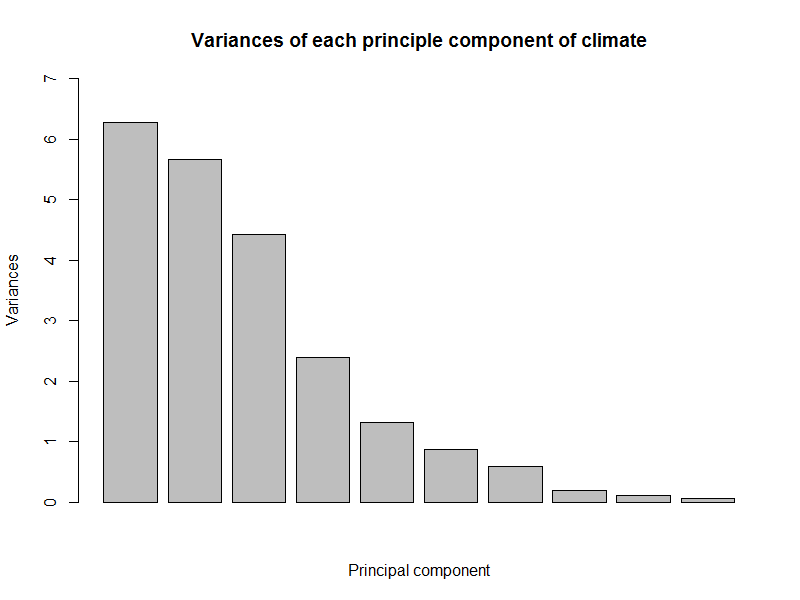 Variances of each principle component of climate
7
6
5
4
3
2
1
0
Variances
Principal component